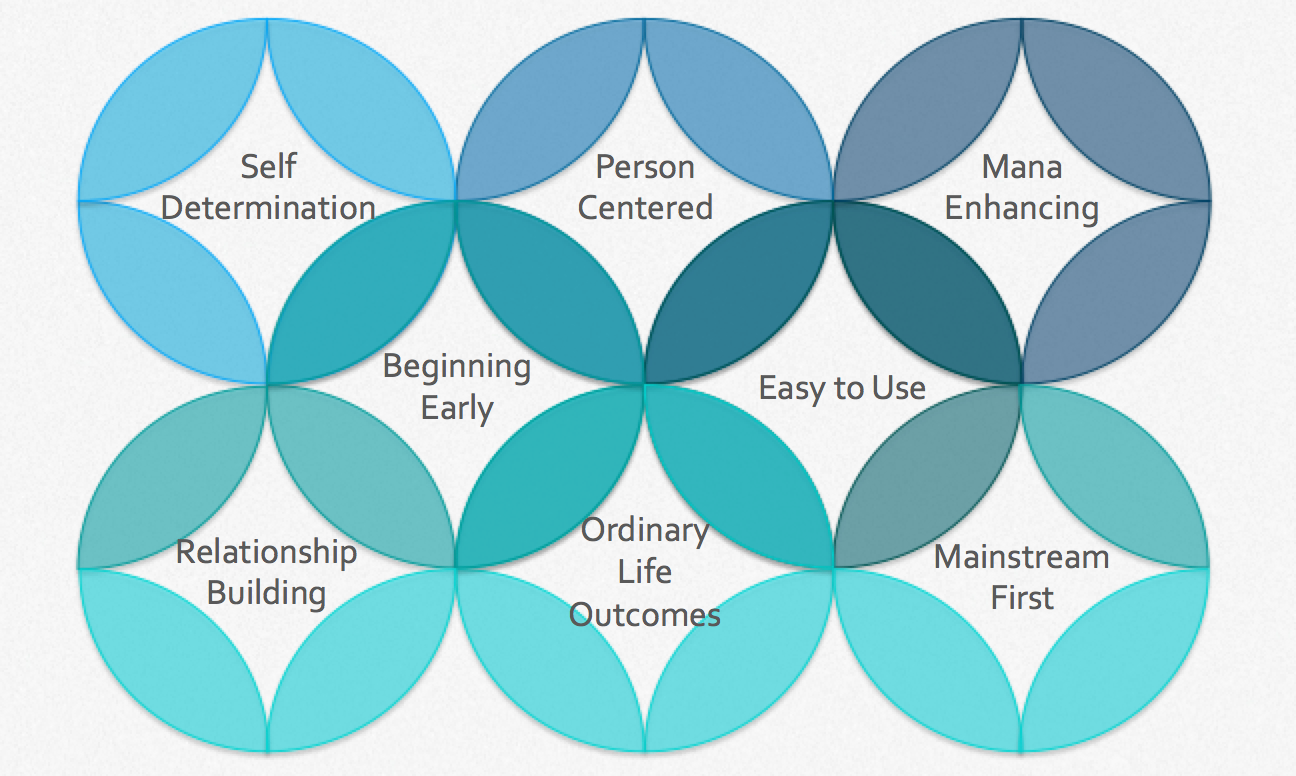 Self
Determination
Person
Centered
Mana
Enhancing
Beginning
Early
Easy to Use
Relationship
Building
Ordinary
Life
Outcomes
Mainstream
First